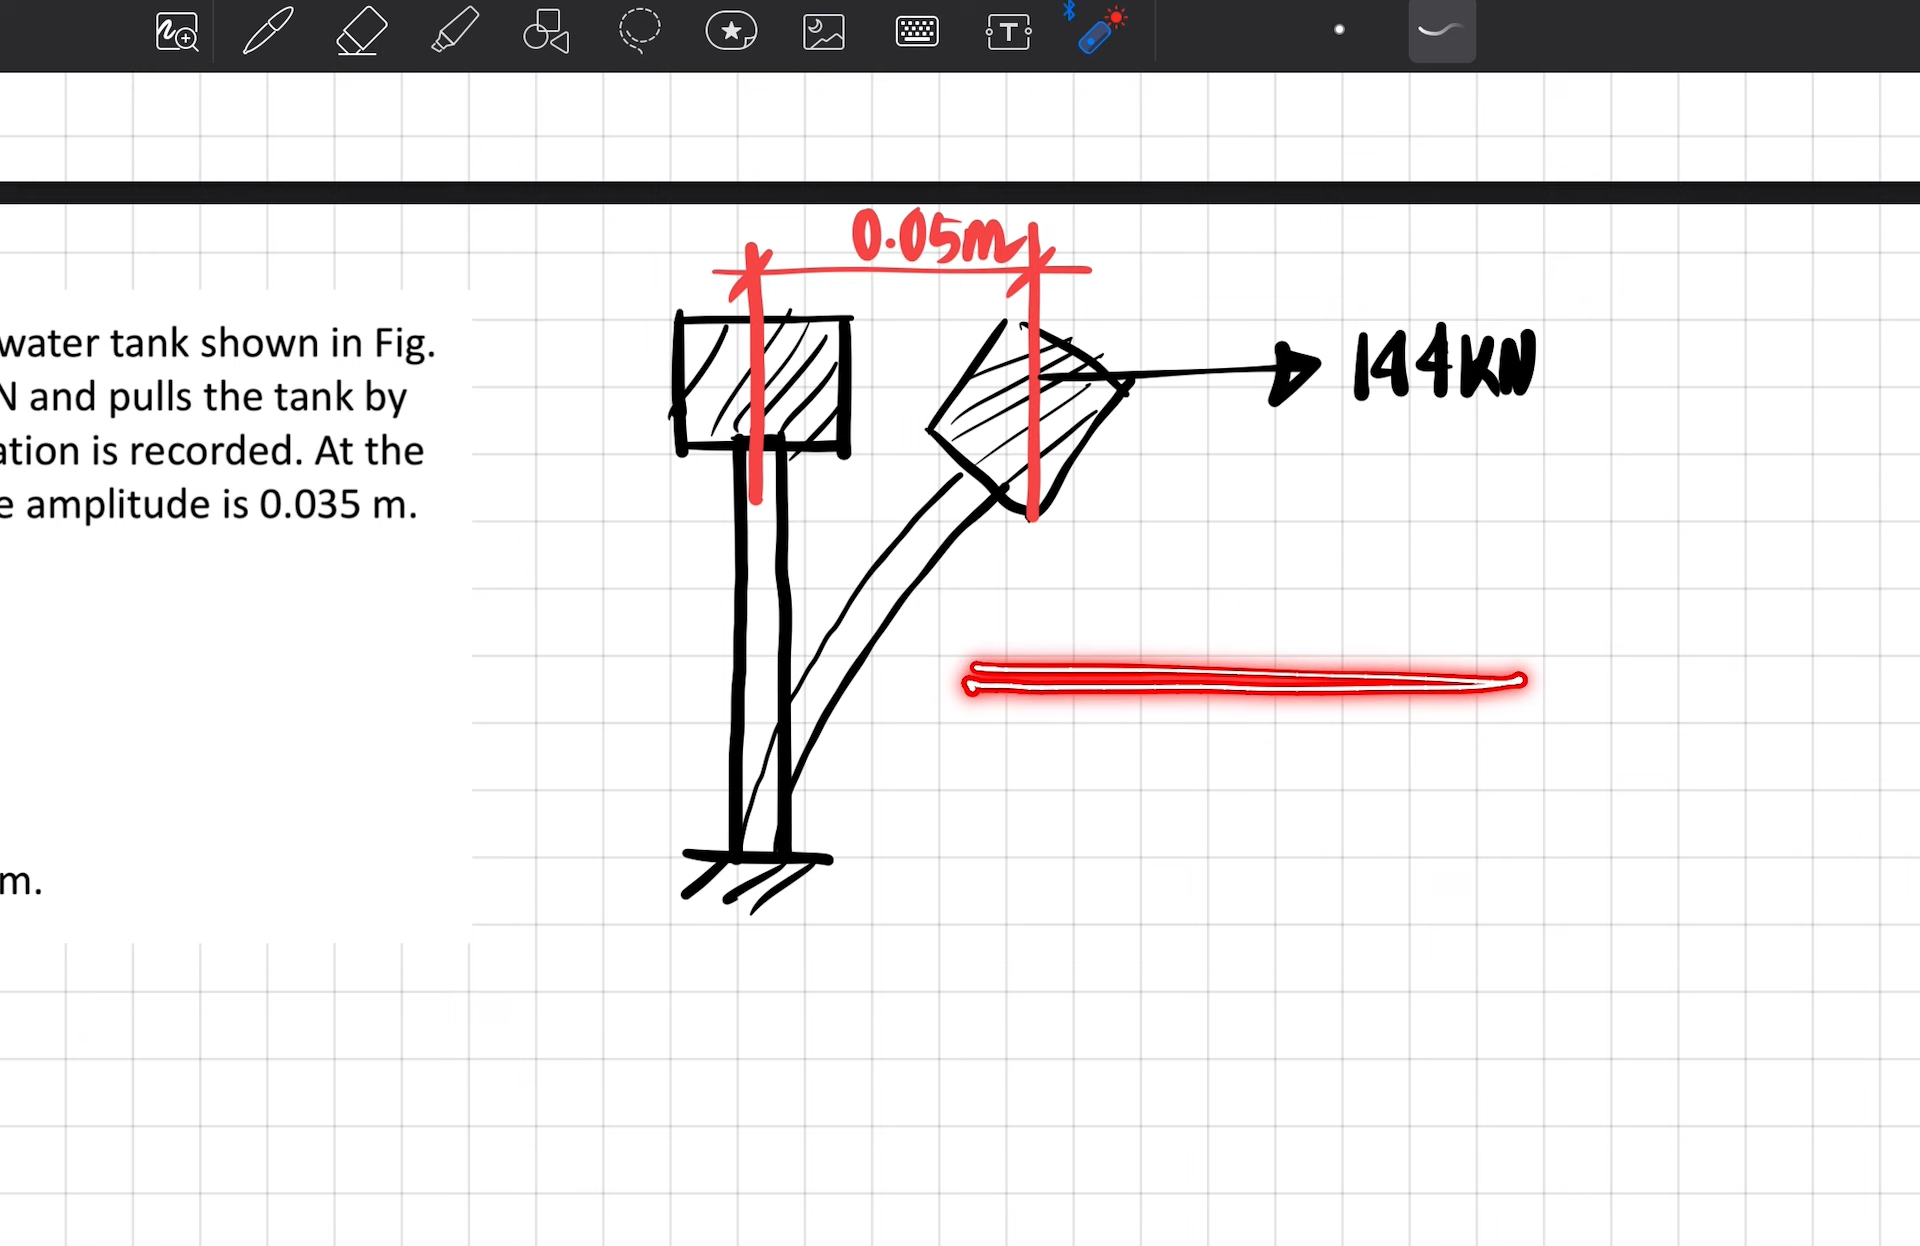 0.05m
water tank shown in Fig.
N and pulls the tank by
144KN
ation is recorded. At the
e amplitude is 0.035 m.
m.